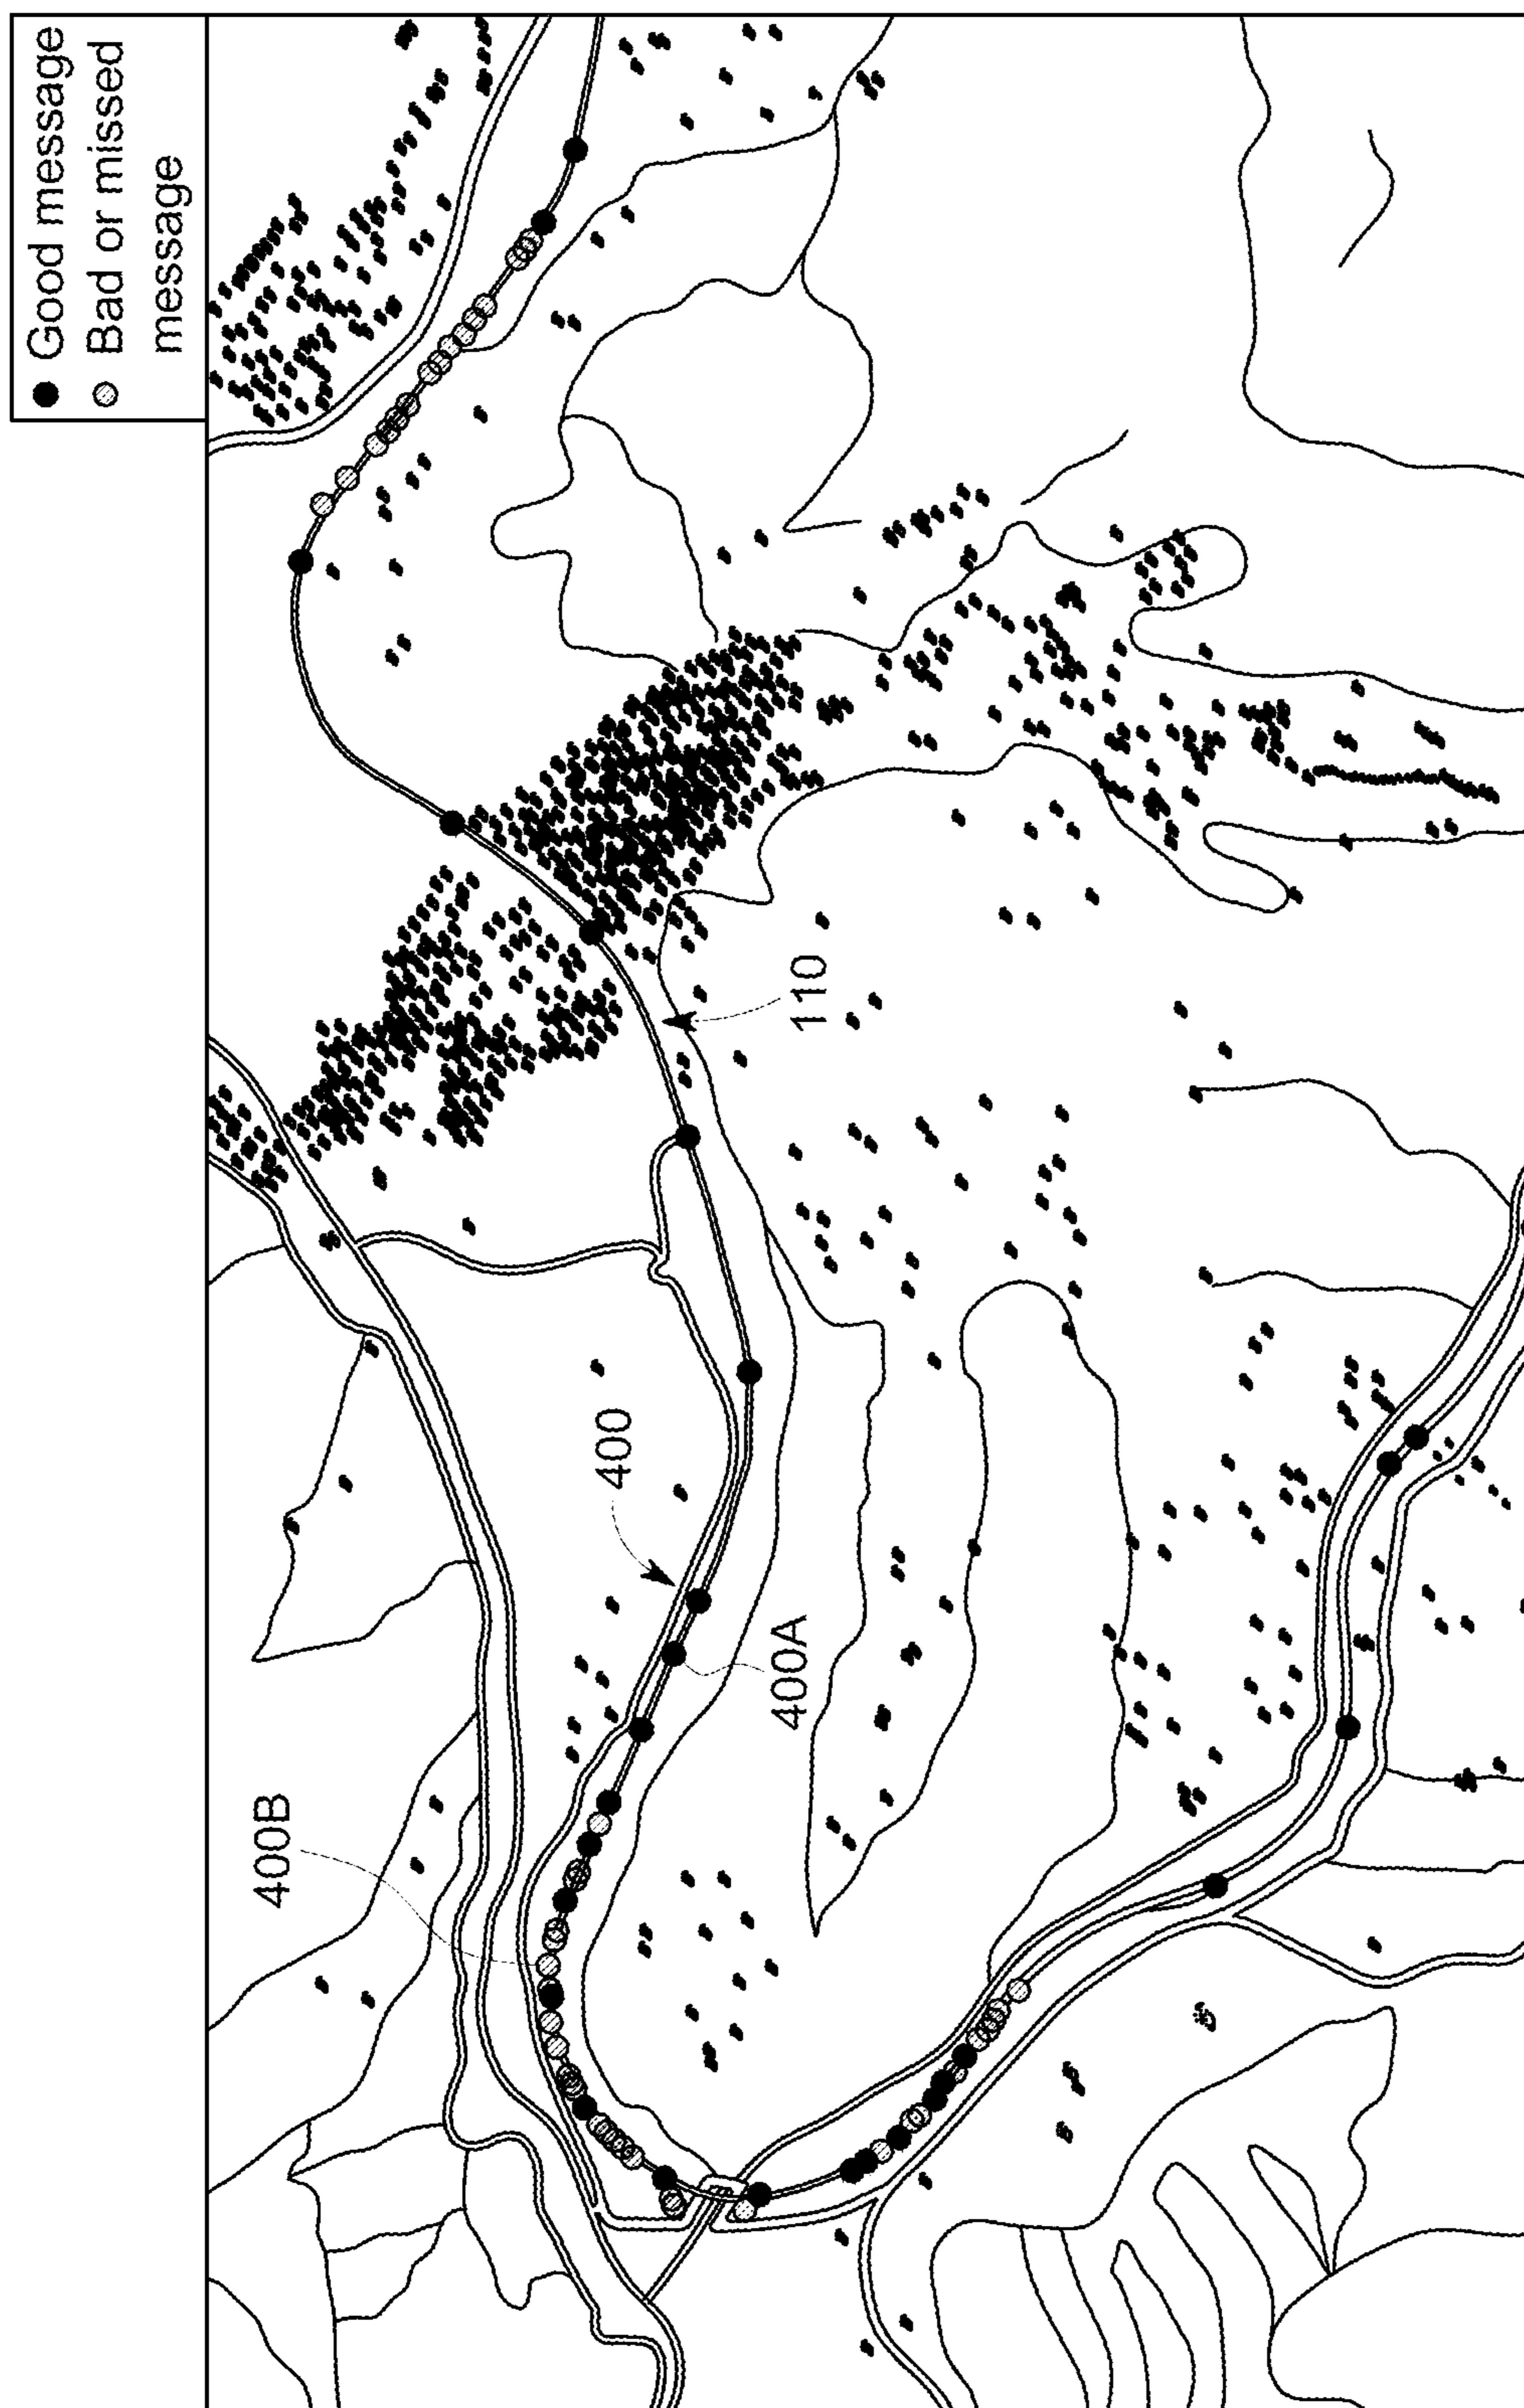 Good message
Bad or missed
message
110
400
400A
400B